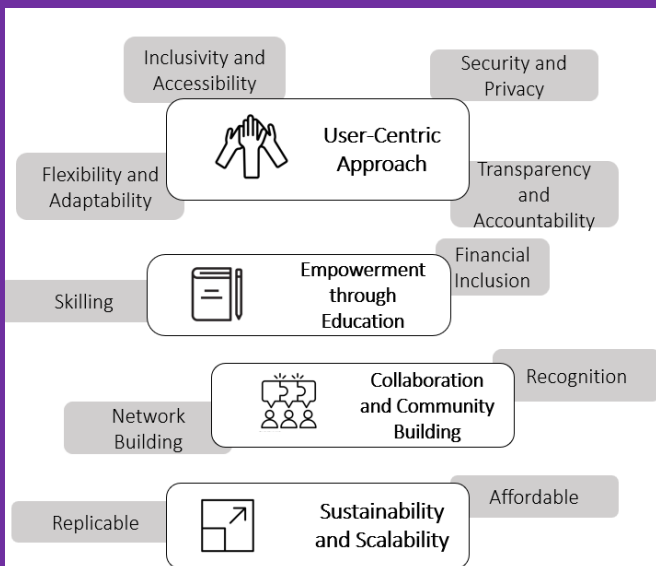 Inclusivity and
Accessibility
Security and
Privacy
User-Centric
Approach
Flexibility and
Adaptability
Transparency
and
Accountability
Financial
Inclusion
Empowerment
through
Education
Skilling
Collaboration
and Community
Building
Recognition
Network
Building
Affordable
Sustainability
and Scalability
Replicable